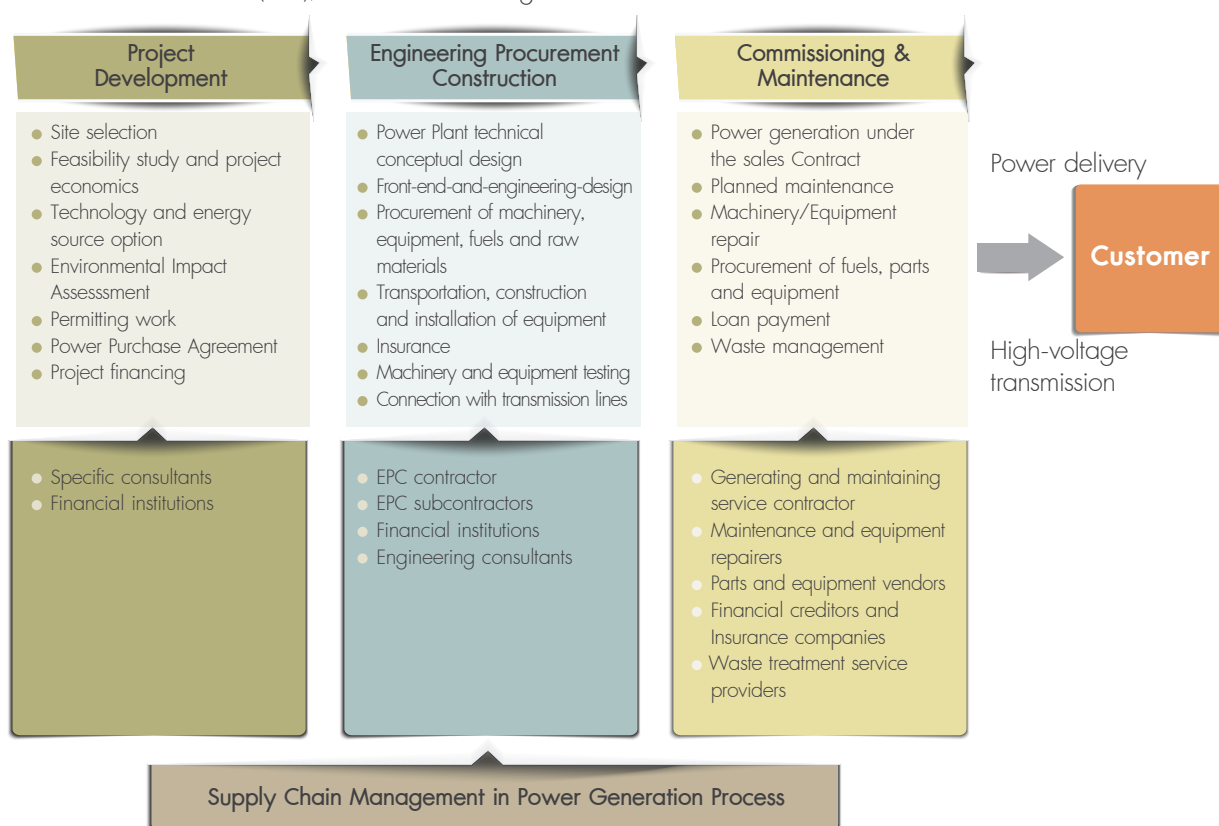 Project
Development
Site selection
Feasibility study and project
economics
Technology and energy
source option
Environmental Impact
Assesssment
Permitting work
Power Purchase Agreement
Project financing
Specific consultants
Financial institutions
Engineering Procurement
Construction
Power Plant technical
conceptual design
Front-end-and-engineering-design
Procurement of machinery,
equipment, fuels and raw
materials
Transportation, construction
and installation of equipment
Insurance
Machinery and equipment testing
Connection with transmission lines
EPC contractor
EPC subcontractors
Financial institutions
Engineering consultants
Commissioning &
Maintenance
Power generation under
the sales Contract
Planned maintenance
Machinery/Equipment
repair
Procurement of fuels, parts
and equipment
Loan payment
Waste management
Generating and maintaining
service contractor
Maintenance and equipment
repairers
Parts and equipment vendors
Financial creditors and
Insurance companies
Waste treatment service
providers
Power delivery
Customer
High-voltage
transmission
Supply Chain Management in Power Generation Process